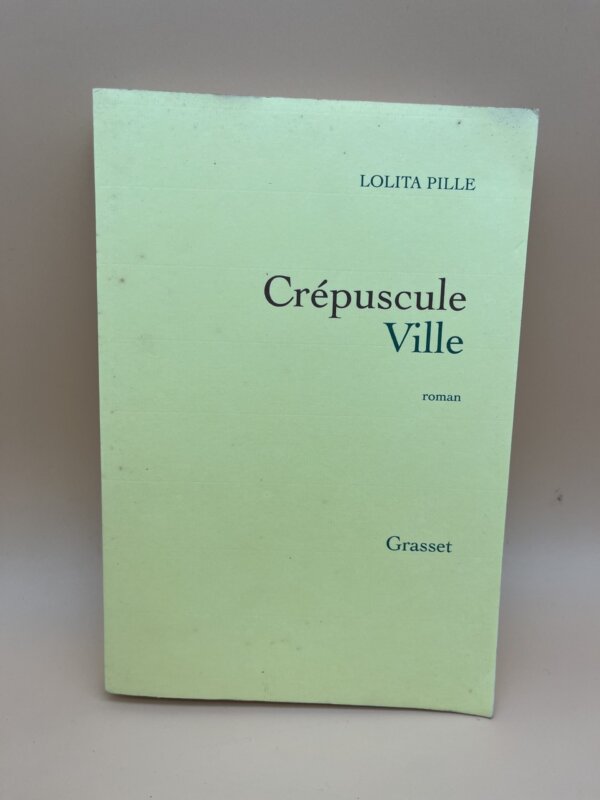 LOLITA PILLE
Crépuscule
Ville
roman
Grasset